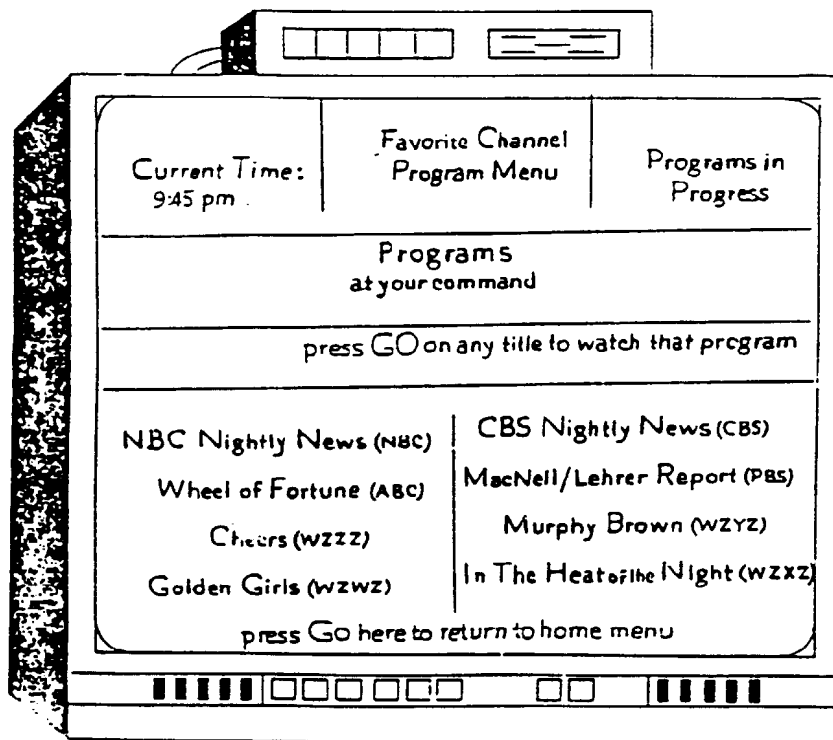 Current Time:
9:45 pm
Favorite Channel
Program Menu
Programs in
Progress
Programs
at your command
press GO on any title to watch that program
NBC Nightly News (NBC)
Wheel of Fortune (ABC)
Cheers (WZZZ)
Golden Girls (WZWZ)
CBS Nightly News (CBS)
MacNeil/Lehrer Report (PBS)
Murphy Brown (WZYZ)
In The Heat of the Night (WZXZ)
press Go here to return to home menu